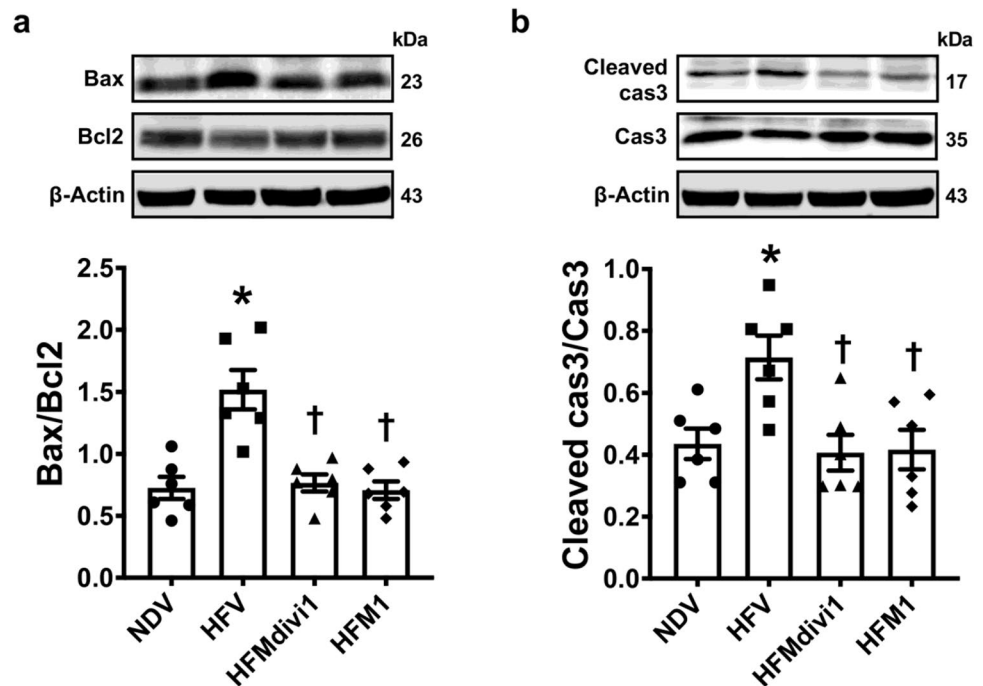 a
kDa
Bax
23
Bcl2
26
β-Actin
43
Bax/Bcl2
2.5
2.0
1.5
1.0
0.5
0.0
*
†
†
NDV
HFV
HFMdivi1
HFM1
b
kDa
Cleaved
cas3
17
Cas3
35
β-Actin
43
Cleaved cas3/Cas3
1.0
0.8
0.6
0.4
0.2
0.0
*
†
†
NDV
HFV
HFMdivi1
HFM1